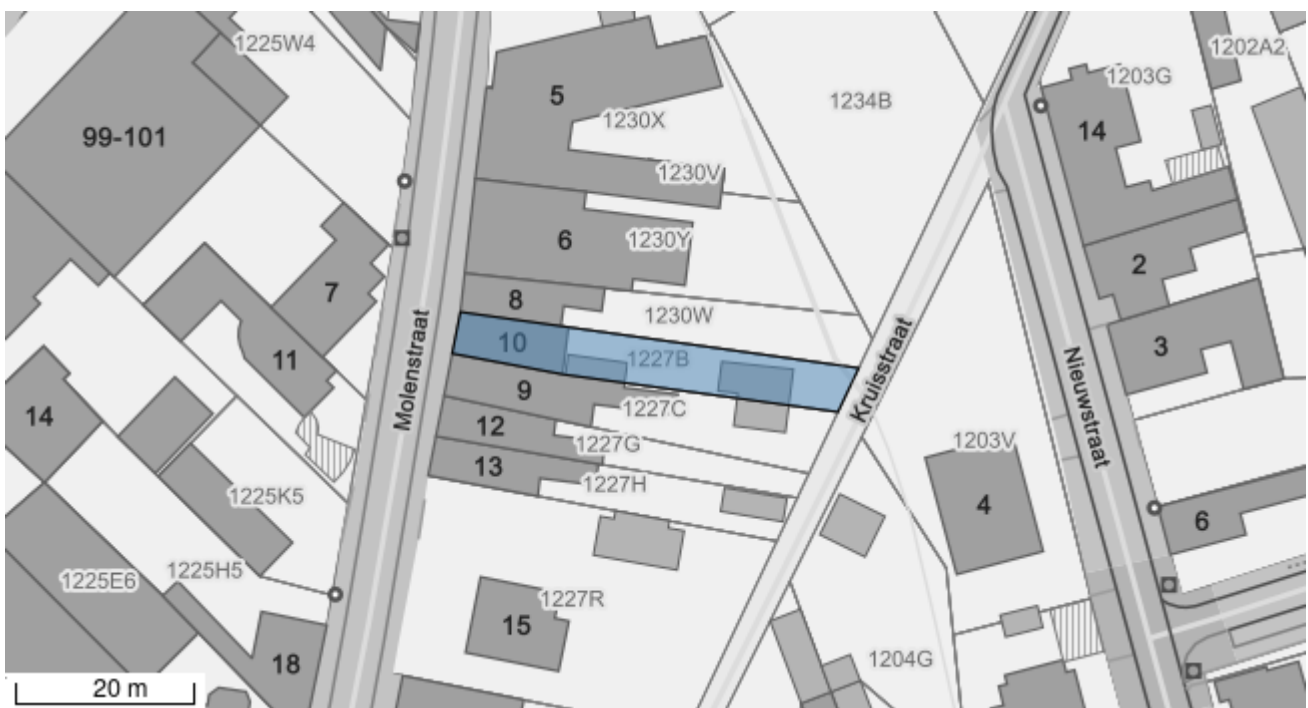 1225W4
1202A2
1203G
5
1234B
99-101
1230X
14
1230V
6
1230Y
2
7
8
1230W
3
10
1227B
11
Molenstraat
Kruisstraat
Nieuwstraat
9
1227C
14
12
1227G
1203V
13
1227H
1225K5
4
6
1225E6
1225H5
1227R
15
1204G
18
20 m